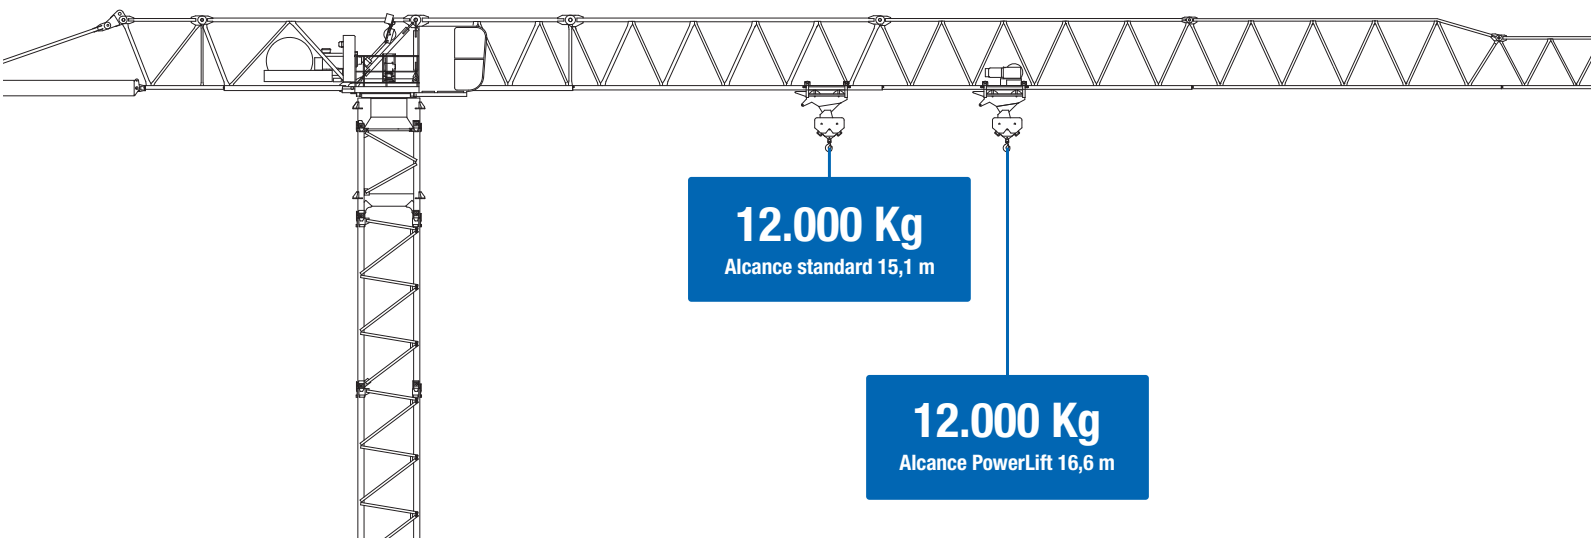 12.000 Kg
Alcance standard 15,1 m
12.000 Kg
Alcance PowerLift 16,6 m